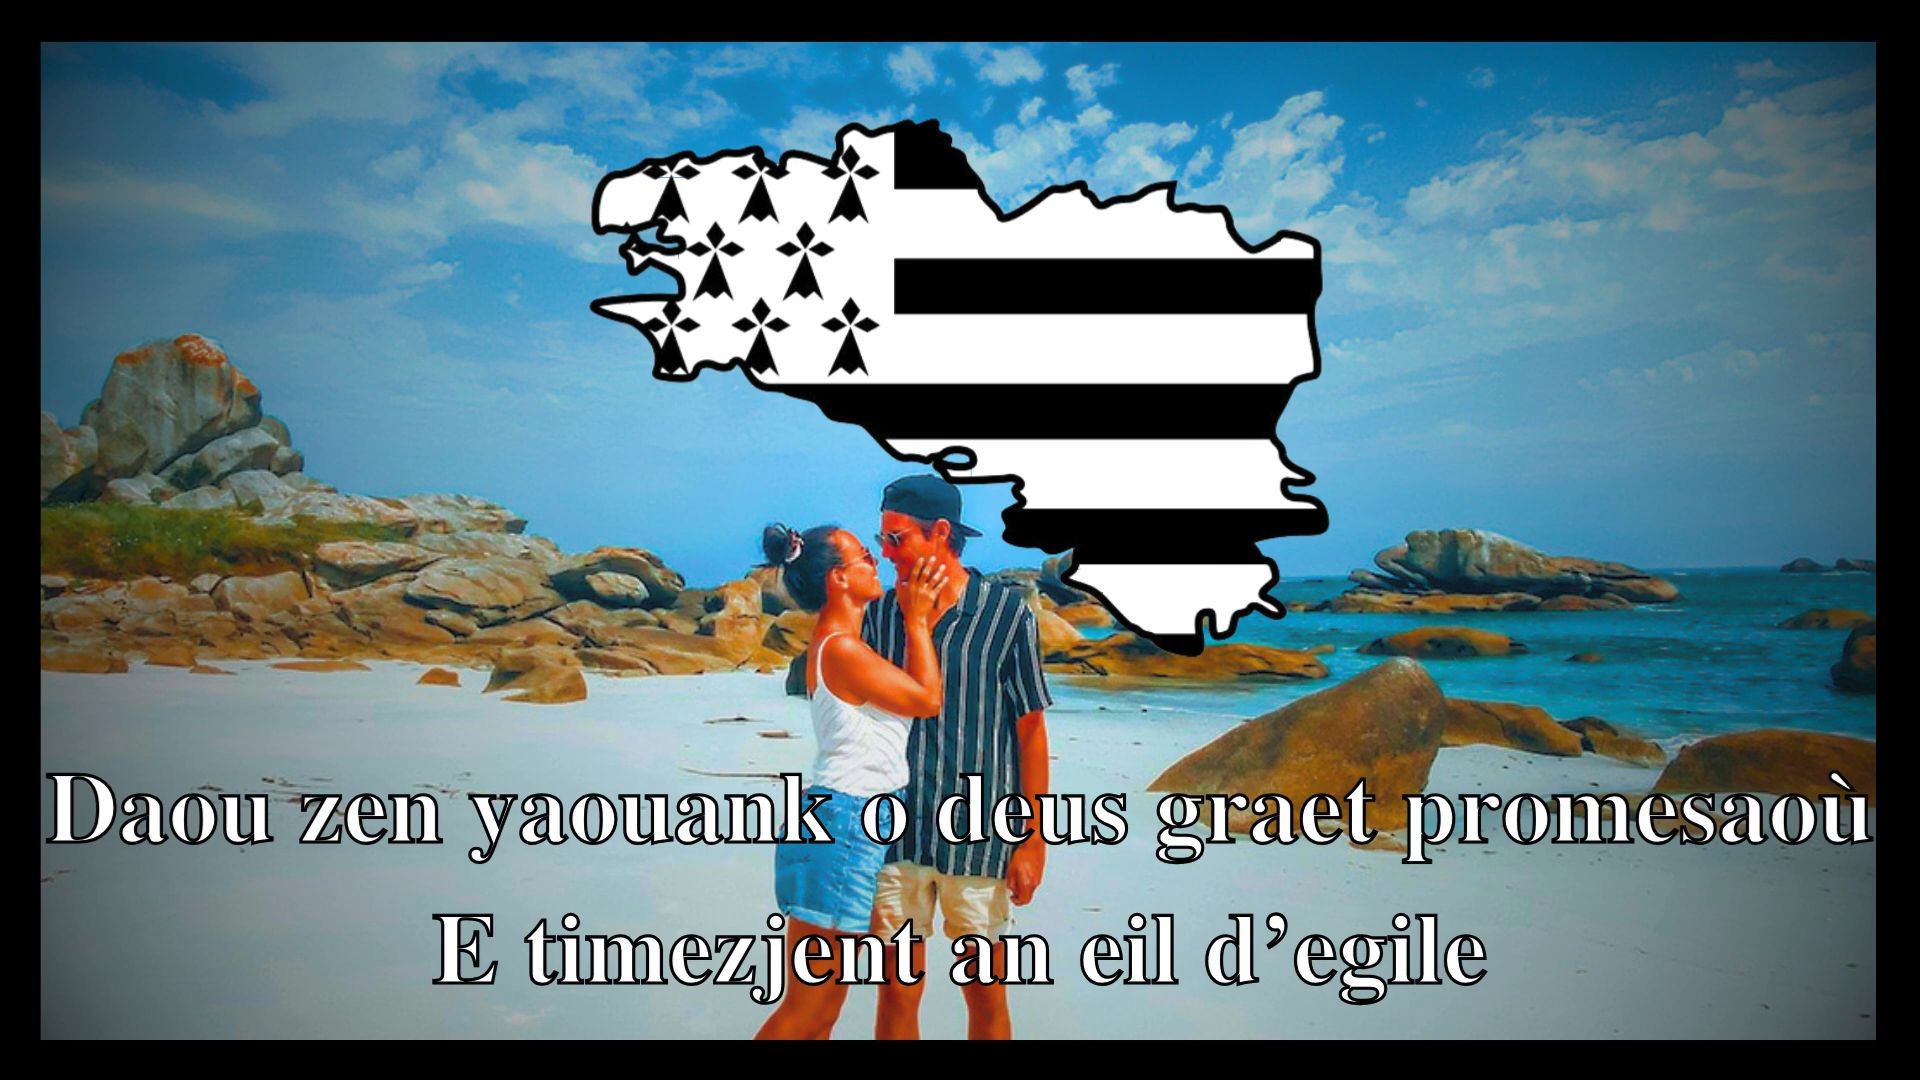 Daou zen yaouank o deus graet promesaoù
E timezjent an eil d’egile